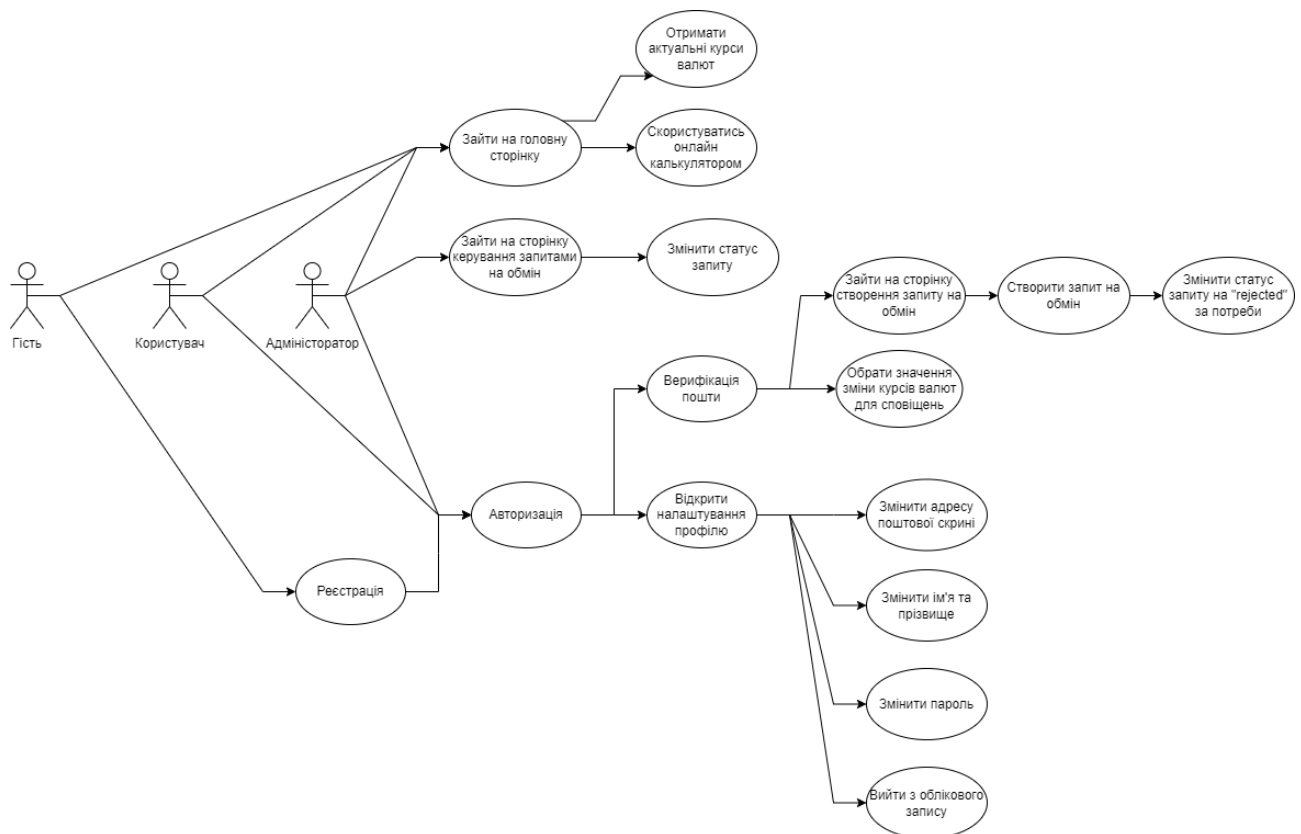 Отримати
актуальні курси
валют
Зайти на головну
сторінку
Скористуватись
онлайн
калькулятором
Зайти на сторінку
керування запитами
на обмін
Змінити статус
запиту
Зайти на сторінку
створення запиту на
обмін
Створити запит на
обмін
Змінити статус
запиту на "rejected"
за потреби
Гість
Користувач
Адміністоратор
Верифікація
пошти
Обрати значення
зміни курсів валют
для сповіщень
Авторизація
Відкрити
налаштування
профілю
Змінити адресу
поштової скрині
Реєстрація
Змінити ім'я та
прізвище
Змінити пароль
Вийти з облікового
запису